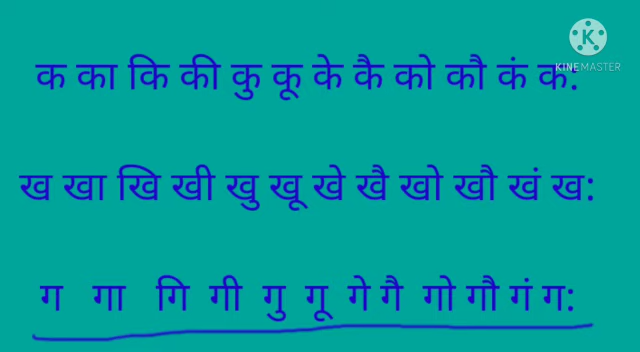 K
KINEMASTER
क का कि की कु कू के कै को कौ कं क:
ख खा खि खी खु खू खे खै खो खौ खं ख:
ग गा गि गी गु गू गे गै गो गौ गं ग: